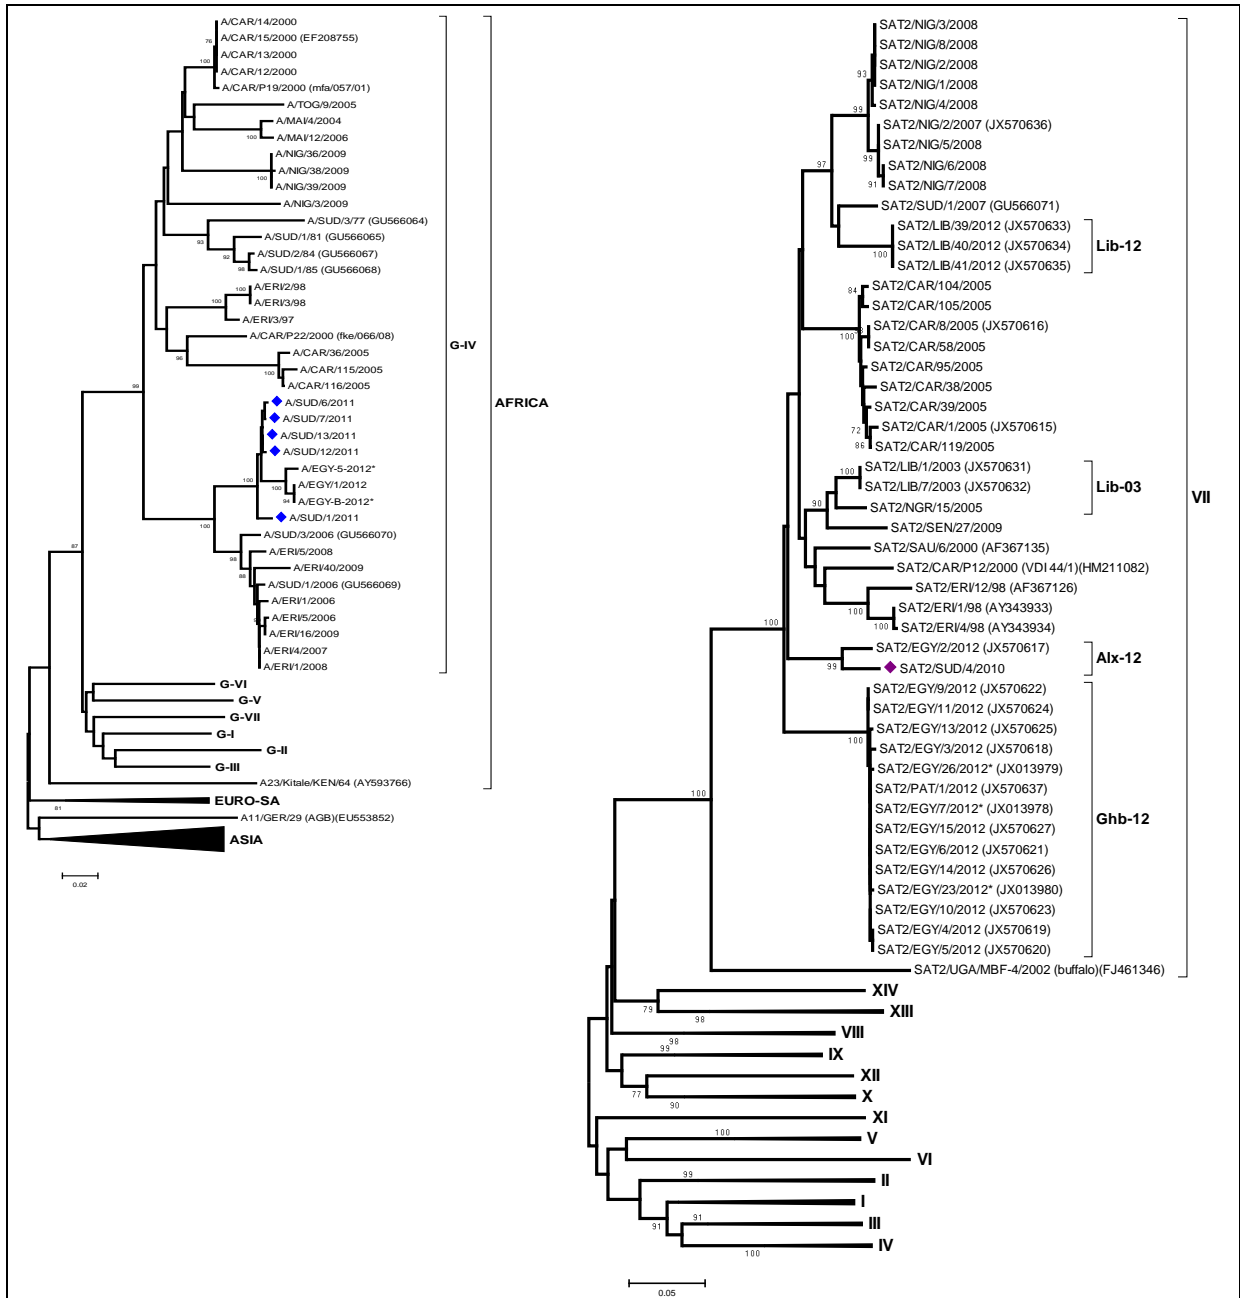 A/CAR/14/2000
76
A/CAR/15/2000 (EF208755)
A/CAR/13/2000
100
A/CAR/12/2000
A/CAR/P19/2000 (mfa/057/01)
A/TOG/9/2005
A/MAI/4/2004
100
A/MAI/12/2006
A/NIG/36/2009
A/NIG/38/2009
100
A/NIG/39/2009
A/NIG/3/2009
A/SUD/3/77 (GU566064)
93
A/SUD/1/81 (GU566065)
92
A/SUD/2/84 (GU566067)
98
A/SUD/1/85 (GU566068)
100
A/ERI/2/98
100
A/ERI/3/98
A/ERI/3/97
A/CAR/P22/2000 (fke/066/08)
96
A/CAR/36/2005
100
A/CAR/115/2005
A/CAR/116/2005
99
G-IV
AFRICA
A/SUD/6/2011
A/SUD/7/2011
A/SUD/13/2011
A/SUD/12/2011
A/EGY-5-2012*
100
100
A/EGY/1/2012
94
A/EGY-B-2012*
A/SUD/1/2011
100
A/SUD/3/2006 (GU566070)
98
A/ERI/5/2008
88
A/ERI/40/2009
A/SUD/1/2006 (GU566069)
A/ERI/1/2006
A/ERI/5/2006
A/ERI/16/2009
A/ERI/4/2007
A/ERI/1/2008
87
G-VI
G-V
G-VII
G-I
G-II
G-III
A23/Kitale/KEN/64 (AY593766)
EURO-SA
81
A11/GER/29 (AGB)(EU553852)
ASIA
0.02
SAT2/NIG/3/2008
SAT2/NIG/8/2008
SAT2/NIG/2/2008
93
SAT2/NIG/1/2008
99
SAT2/NIG/4/2008
SAT2/NIG/2/2007 (JX570636)
SAT2/NIG/5/2008
99
SAT2/NIG/6/2008
91
SAT2/NIG/7/2008
97
SAT2/SUD/1/2007 (GU566071)
SAT2/LIB/39/2012 (JX570633)
SAT2/LIB/40/2012 (JX570634)
100
SAT2/LIB/41/2012 (JX570635)
Lib-12
84
SAT2/CAR/104/2005
SAT2/CAR/105/2005
SAT2/CAR/8/2005 (JX570616)
100
SAT2/CAR/58/2005
SAT2/CAR/95/2005
SAT2/CAR/38/2005
SAT2/CAR/39/2005
72
SAT2/CAR/1/2005 (JX570615)
86
SAT2/CAR/119/2005
100
SAT2/LIB/1/2003 (JX570631)
SAT2/LIB/7/2003 (JX570632)
90
SAT2/NGR/15/2005
Lib-03
VII
SAT2/SEN/27/2009
SAT2/SAU/6/2000 (AF367135)
SAT2/CAR/P12/2000 (VDI 44/1)(HM211082)
SAT2/ERI/12/98 (AF367126)
100
SAT2/ERI/1/98 (AY343933)
100
SAT2/ERI/4/98 (AY343934)
100
SAT2/EGY/2/2012 (JX570617)
99
SAT2/SUD/4/2010
Alx-12
SAT2/EGY/9/2012 (JX570622)
SAT2/EGY/11/2012 (JX570624)
SAT2/EGY/13/2012 (JX570625)
100
SAT2/EGY/3/2012 (JX570618)
SAT2/EGY/26/2012* (JX013979)
SAT2/PAT/1/2012 (JX570637)
SAT2/EGY/7/2012* (JX013978)
SAT2/EGY/15/2012 (JX570627)
SAT2/EGY/6/2012 (JX570621)
SAT2/EGY/14/2012 (JX570626)
SAT2/EGY/23/2012* (JX013980)
SAT2/EGY/10/2012 (JX570623)
SAT2/EGY/4/2012 (JX570619)
SAT2/EGY/5/2012 (JX570620)
Ghb-12
100
SAT2/UGA/MBF-4/2002 (buffalo)(FJ461346)
XIV
79
XIII
98
VIII
98
99
IX
XII
77
X
90
XI
100
V
VI
99
II
I
91
91
III
IV
100
0.05